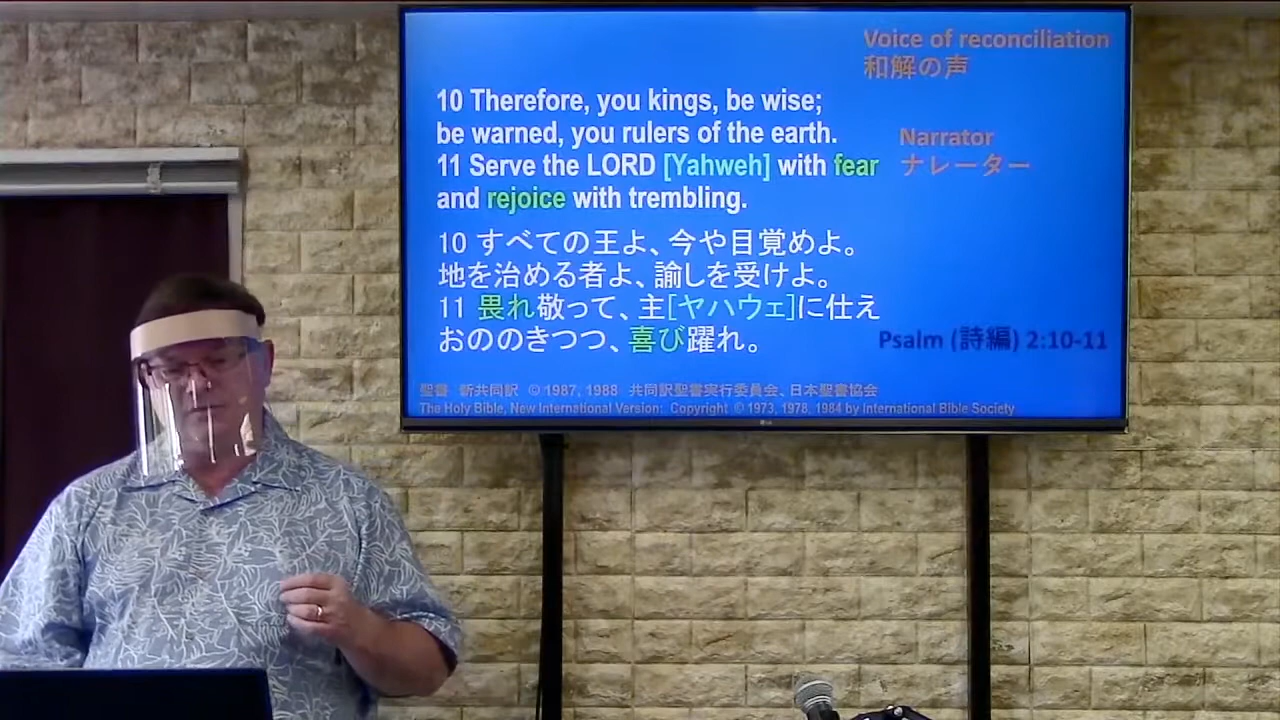 Voice of reconciliation
和解の声
10 Therefore, you kings, be wise;
be warned, you rulers of the earth.
11 Serve the LORD [Yahweh] with fear
and rejoice with trembling.
Narrator
ナレーター
10 すべての王よ、今や目覚めよ。
地を治める者よ、諭しを受けよ。
11 畏れ敬って、主[ヤハウェ]に仕え
おののきつつ、喜び躍れ。
Psalm (詩編) 2:10-11
聖書 新共同訳 © 1987, 1988 共同訳聖書実行委員会、日本聖書協会
The Holy Bible, New International Version: Copyright © 1973, 1978, 1984 by International Bible Society
LG